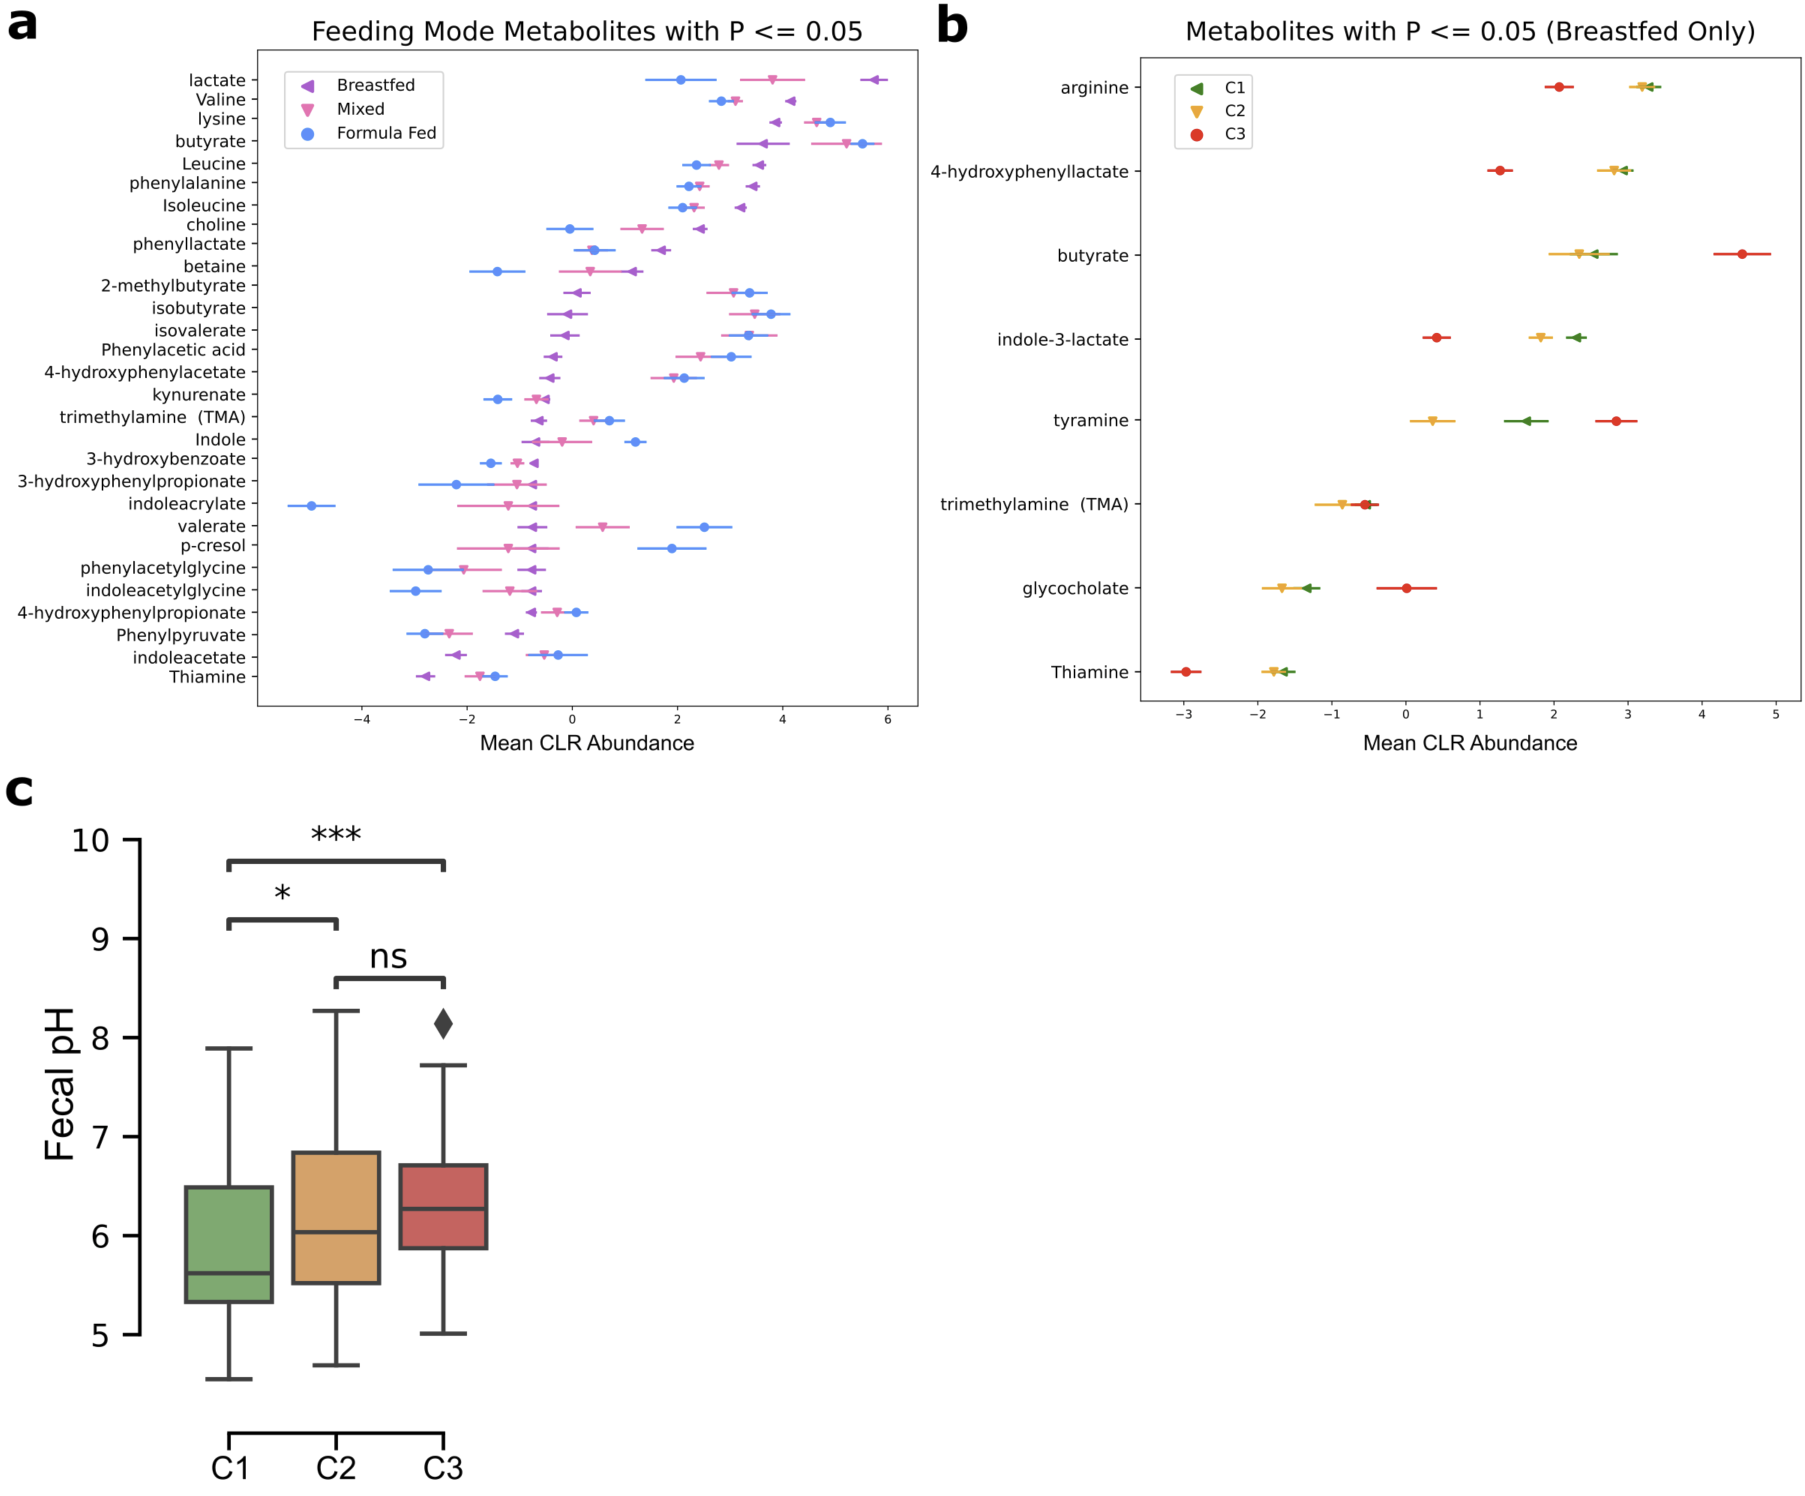 a
Feeding Mode Metabolites with P <= 0.05
Breastfed
Mixed
Formula Fed
lactate
Valine
lysine
butyrate
Leucine
phenylalanine
Isoleucine
choline
phenyllactate
betaine
2-methylbutyrate
isobutyrate
isovalerate
Phenylacetic acid
4-hydroxyphenylacetate
kynurenate
trimethylamine (TMA)
Indole
3-hydroxybenzoate
3-hydroxyphenylpropionate
indoleacrylate
valerate
p-cresol
phenylacetylglycine
indoleacetylglycine
4-hydroxyphenylpropionate
Phenylpyruvate
indoleacetate
Thiamine
−4 −2 0 2 4 6
Mean CLR Abundance
b
Metabolites with P <= 0.05 (Breastfed Only)
C1
C2
C3
arginine
4-hydroxyphenyllactate
butyrate
indole-3-lactate
tyramine
trimethylamine (TMA)
glycocholate
Thiamine
−3 −2 −1 0 1 2 3 4 5
Mean CLR Abundance
c
Fecal pH
10
9
8
7
6
5
***
*
ns
C1 C2 C3